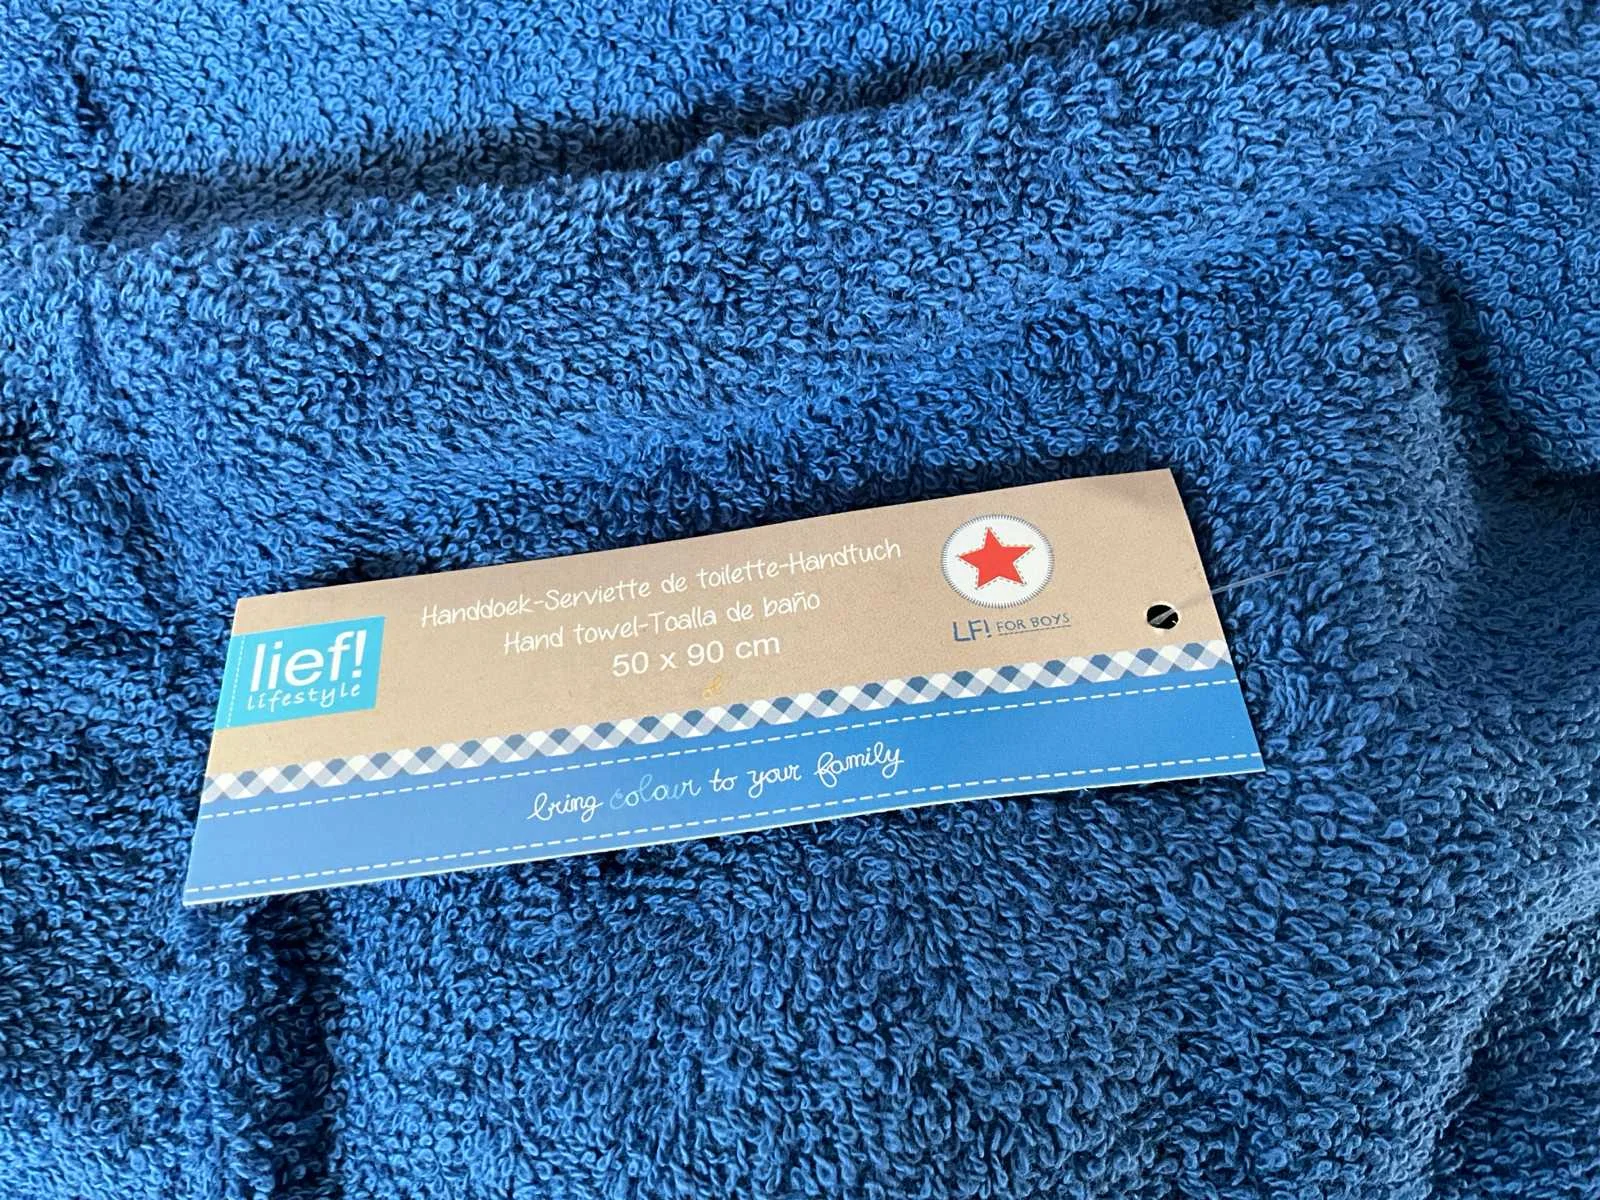 lief!
lifestyle
Handdoek-Serviette de toilette-Handtuch
Hand towel-Toalla de baño
50 x 90 cm
LF! FOR BOYS
bring colour to your family